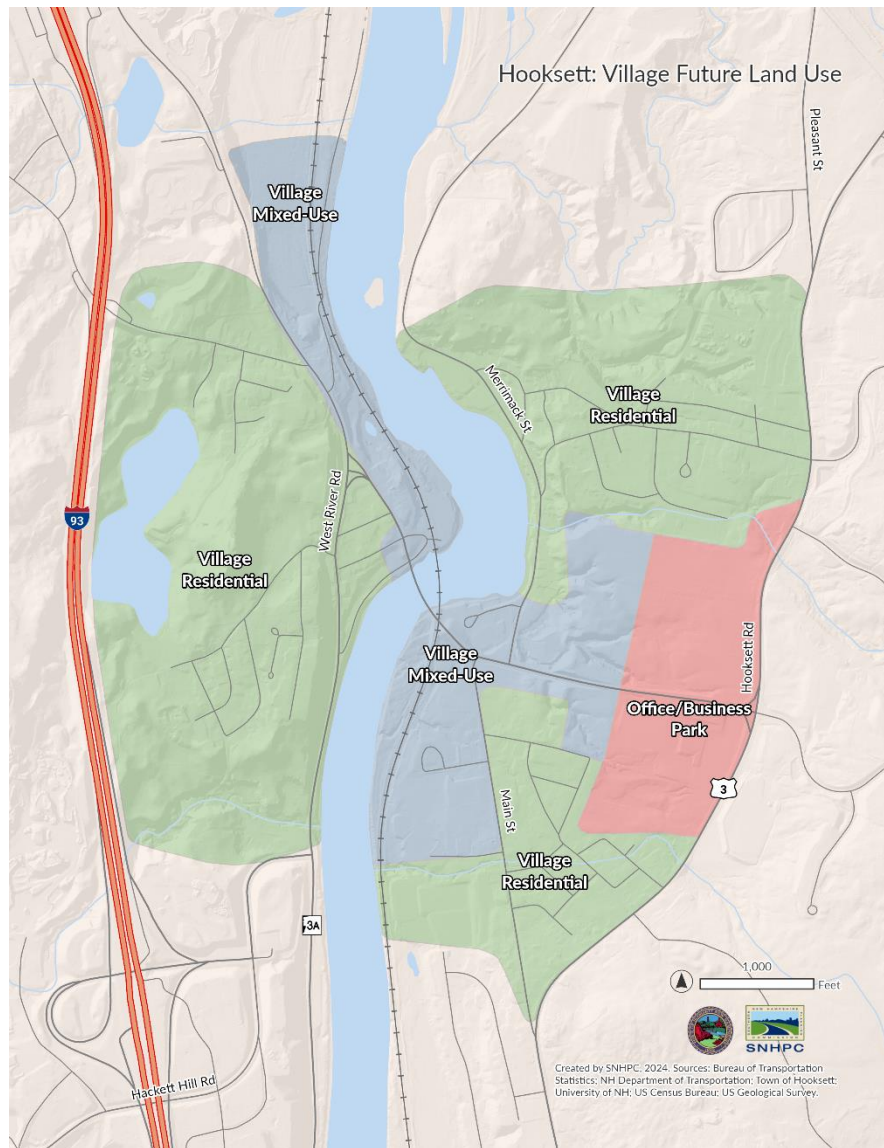 Hooksett: Village Future Land Use
Pleasant St
Village
Mixed-Use
Merrimack St
Village
Residential
West River Rd
93
Village
Residential
Village
Mixed-Use
Hooksett Rd
Office/Business
Park
3
Main St
Village
Residential
3A
1,000
Feet
SNHPC
Hackett Hill Rd
Created by SNHPC, 2024. Sources: Bureau of Transportation
Statistics; NH Department of Transportation; Town of Hooksett;
University of NH; US Census Bureau; US Geological Survey.